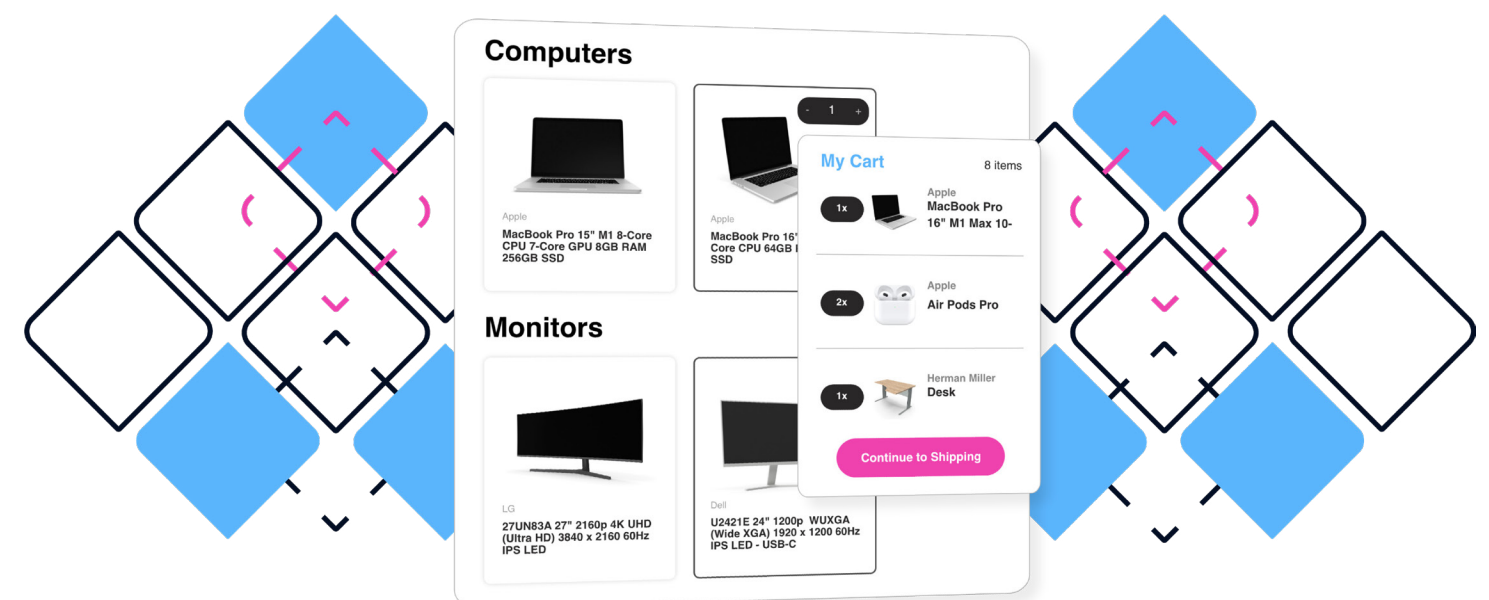 Computers
- 1 +
Apple
MacBook Pro 15" M1 8-Core
CPU 7-Core GPU 8GB RAM
256GB SSD
Apple
MacBook Pro 16"
Core CPU 64GB
SSD
My Cart
8 items
1x
Apple
MacBook Pro
16" M1 Max 10-
2x
Apple
Air Pods Pro
1x
Herman Miller
Desk
Continue to Shipping
Monitors
LG
27UN83A 27" 2160p 4K UHD
(Ultra HD) 3840 x 2160 60Hz
IPS LED
Dell
U2421E 24" 1200p WUXGA
(Wide XGA) 1920 x 1200 60Hz
IPS LED - USB-C